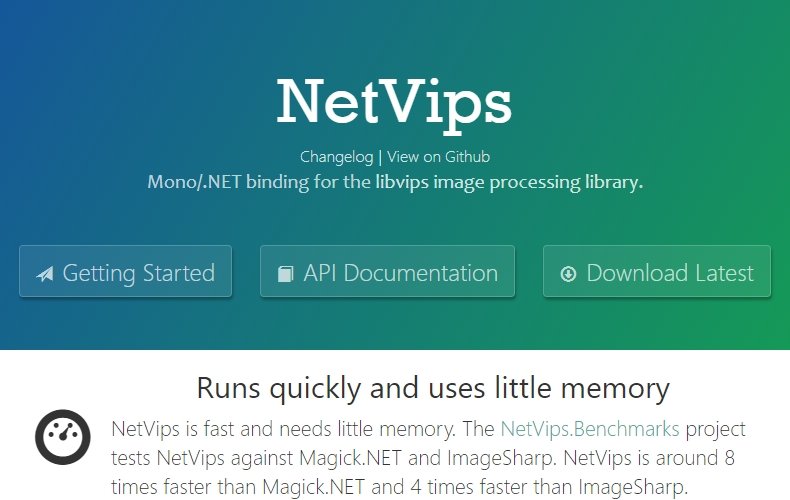 NetVips
Changelog | View on Github
Mono/.NET binding for the libvips image processing library.
Getting Started
API Documentation
Download Latest
Runs quickly and uses little memory
NetVips is fast and needs little memory. The NetVips.Benchmarks project
tests NetVips against Magick.NET and ImageSharp. NetVips is around 8
times faster than Magick.NET and 4 times faster than ImageSharp.